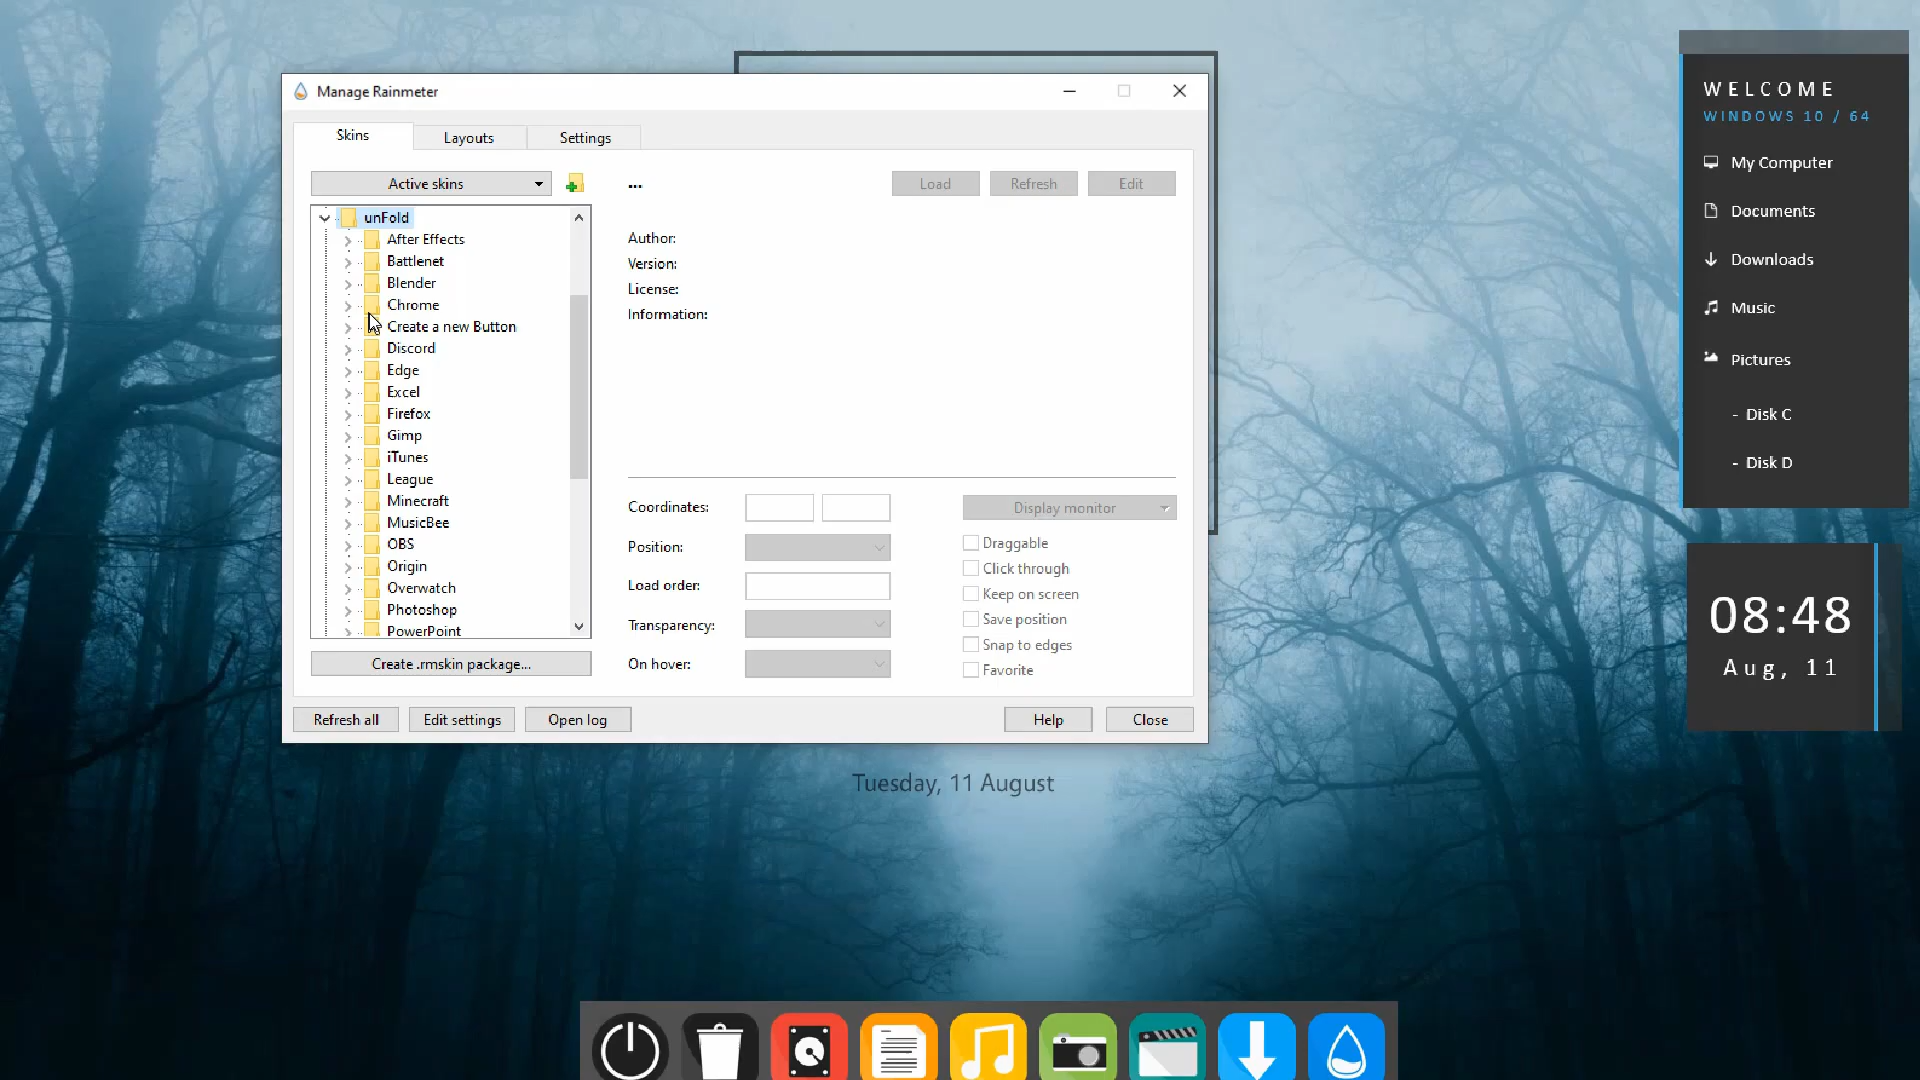 Manage Rainmeter
Skins
Layouts
Settings
Active skins
...
Load
Refresh
Edit
unFold
After Effects
Battlenet
Blender
Chrome
Create a new Button
Discord
Edge
Excel
Firefox
Gimp
iTunes
League
Minecraft
MusicBee
OBS
Origin
Overwatch
Photoshop
PowerPoint
Author:
Version:
License:
Information:
Coordinates:
Position:
Load order:
Transparency:
On hover:
Display monitor
Draggable
Click through
Keep on screen
Save position
Snap to edges
Favorite
Create .rmskin package...
Refresh all
Edit settings
Open log
Help
Close
WELCOME
WINDOWS 10 / 64
My Computer
Documents
Downloads
Music
Pictures
- Disk C
- Disk D
08:48
Aug, 11
Tuesday, 11 August